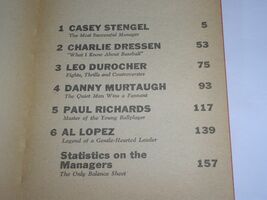 1 CASEY STENGEL 5
The Most Successful Manager
2 CHARLIE DRESSEN 53
"What I Know About Baseball"
3 LEO DUROCHER 75
Fights, Thrills and Controversies
4 DANNY MURTAUGH 93
The Quiet Man Wins a Pennant
5 PAUL RICHARDS 117
Master of the Young Ballplayer
6 AL LOPEZ 139
Legend of a Gentle-Hearted Leader
Statistics on the
Managers 157
The Only Balance Sheet